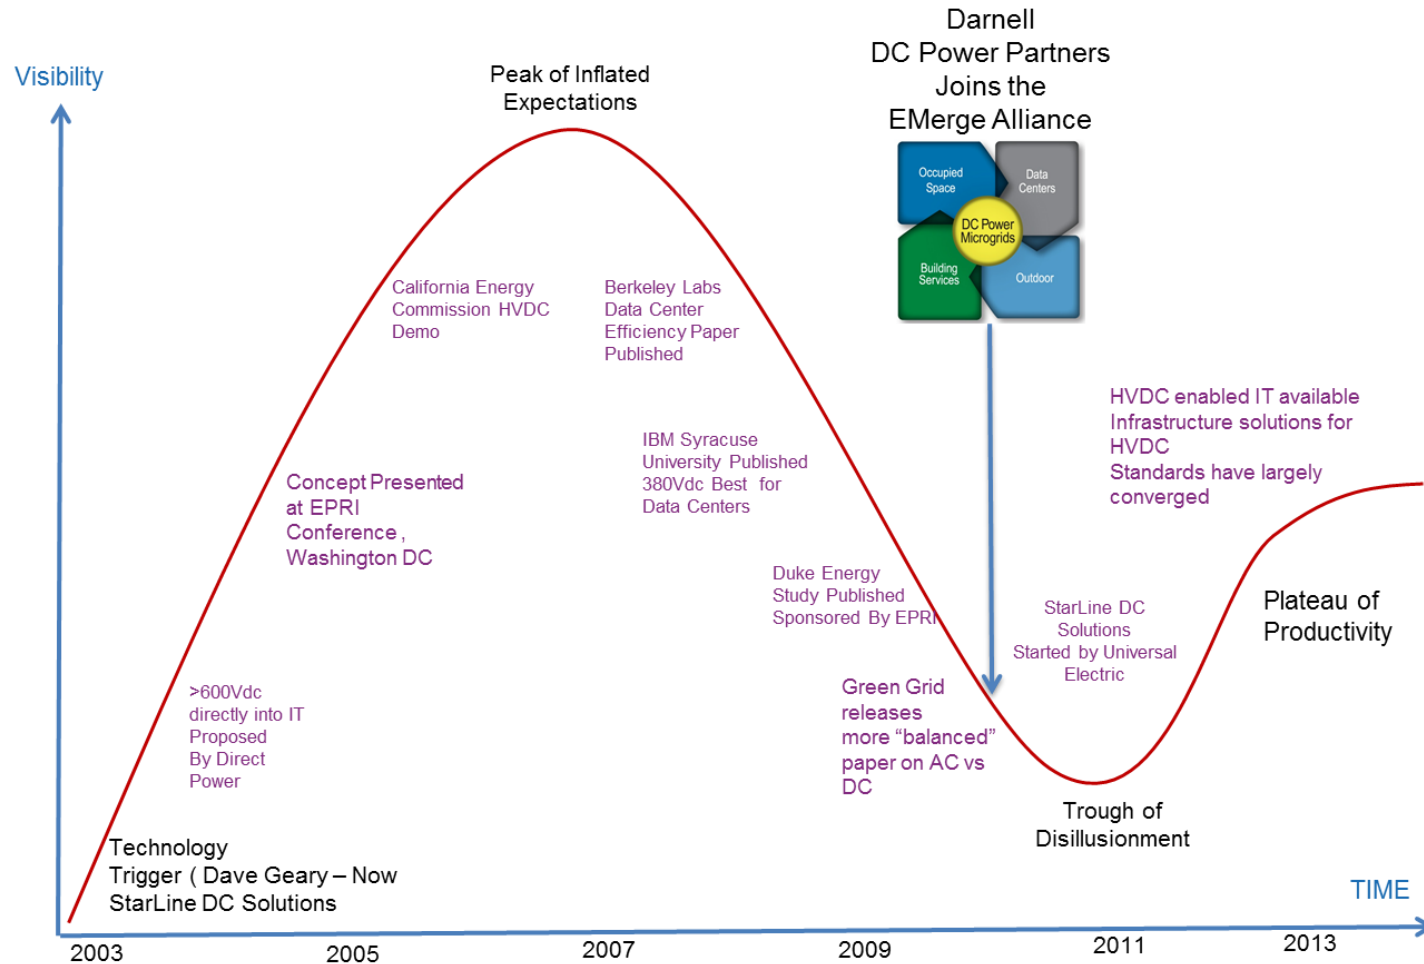 Darnell
DC Power Partners
Joins the
EMerge Alliance
Visibility
Peak of Inflated
Expectations
Occupied
Space
Data
Centers
DC Power
Microgrids
Building
Services
Outdoor
California Energy
Commission HVDC
Demo
Berkeley Labs
Data Center
Efficiency Paper
Published
HVDC enabled IT available
Infrastructure solutions for
HVDC
Standards have largely
converged
IBM Syracuse
University Published
380Vdc Best for
Data Centers
Concept Presented
at EPRI
Conference ,
Washington DC
Duke Energy
Study Published
Sponsored By EPRI
StarLine DC
Solutions
Started by Universal
Electric
Plateau of
Productivity
>600Vdc
directly into IT
Proposed
By Direct
Power
Green Grid
releases
more “balanced”
paper on AC vs
DC
Trough of
Disillusionment
Technology
Trigger ( Dave Geary – Now
StarLine DC Solutions
TIME
2003
2005
2007
2009
2011
2013